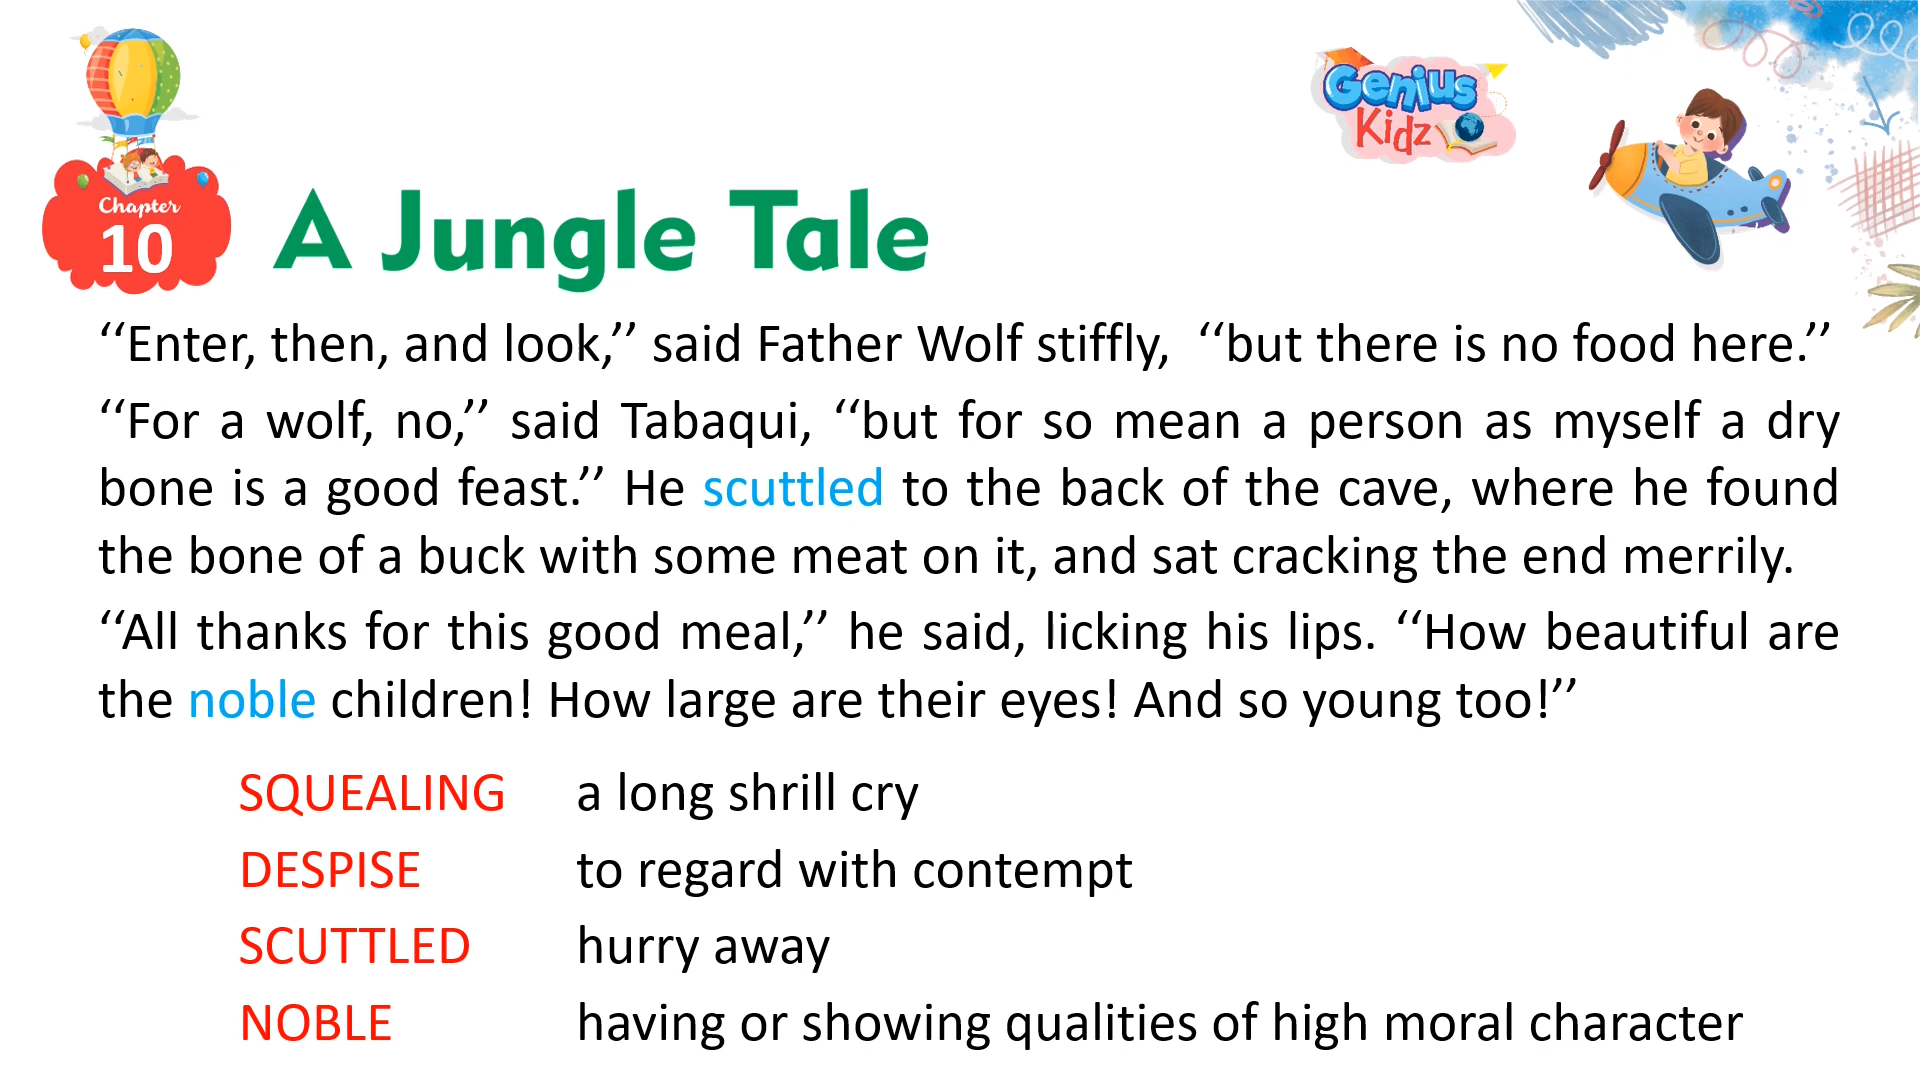 Genius
Kidz
Chapter
10
A Jungle Tale
‘‘Enter, then, and look,’’ said Father Wolf stiffly,  ‘‘but there is no food here.’’
‘‘For a wolf, no,’’ said Tabaqui, ‘‘but for so mean a person as myself a dry
bone is a good feast.’’ He scuttled to the back of the cave, where he found
the bone of a buck with some meat on it, and sat cracking the end merrily.
‘‘All thanks for this good meal,’’ he said, licking his lips. ‘‘How beautiful are
the noble children! How large are their eyes! And so young too!’’
SQUEALING a long shrill cry
DESPISE to regard with contempt
SCUTTLED hurry away
NOBLE having or showing qualities of high moral character